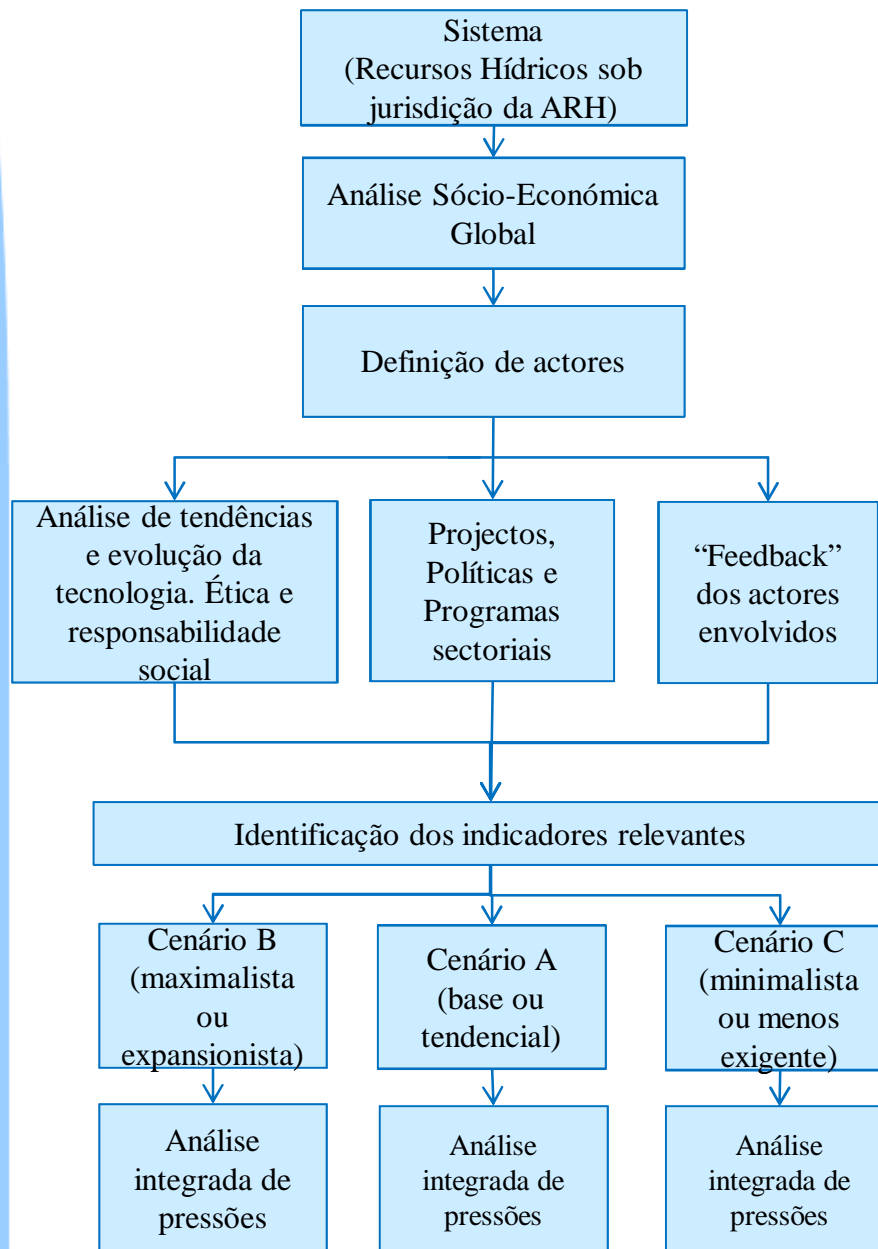 Sistema
(Recursos Hídricos sob
jurisdição da ARH)
Análise Sócio-Económica
Global
Definição de actores
Análise de tendências
e evolução da
tecnologia. Ética e
responsabilidade
social
Projectos,
Políticas e
Programas
sectoriais
“Feedback”
dos actores
envolvidos
Identificação dos indicadores relevantes
Cenário B
(maximalista
ou
expansionista)
Cenário A
(base ou
tendencial)
Cenário C
(minimalista
ou menos
exigente)
Análise
integrada de
pressões
Análise
integrada de
pressões
Análise
integrada de
pressões